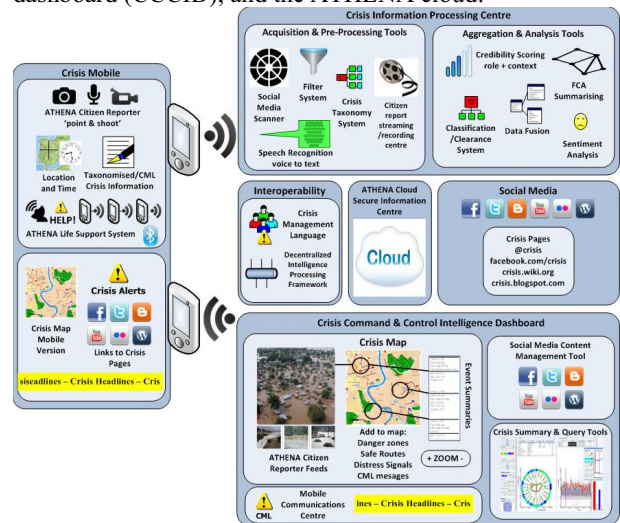 dashboard (CCCID), and the ATHENA cloud.
Crisis Information Processing Centre
Acquisition & Pre-Processing Tools
Social
Media
Scanner
Filter
System
Crisis
Taxonomy
System
Citizen
report
streaming
/recording
centre
Speech Recognition
voice to text
Aggregation & Analysis Tools
Credibility Scoring
role + context
FCA
Summarising
Classification
/Clearance
System
Data Fusion
Sentiment
Analysis
Crisis Mobile
ATHENA Citizen Reporter
'point & shoot'
Location
and Time
Taxonomised/CML
Crisis Information
HELP!
ATHENA Life Support System
Crisis Map
Mobile
Version
Crisis Alerts
You
Tube
Links to Crisis
Pages
siseadlines – Crisis Headlines – Cris
Interoperability
Crisis
Management
Language
Decentralized
Intelligence
Processing
Framework
ATHENA Cloud
Secure Information
Centre
Cloud
Social Media
You
Tube
Crisis Pages
@crisis
facebook.com/crisis
crisis.wiki.org
crisis.blogspot.com
Crisis Command & Control Intelligence Dashboard
Crisis Map
Event Summaries
ATHENA Citizen
Reporter Feeds
Add to map:
Danger zones
Safe Routes
Distress Signals
CML mesages
+ ZOOM -
CML
Mobile
Communications
Centre
ines – Crisis Headlines – Cris
Social Media Content
Management Tool
You
Tube
Crisis Summary & Query Tools